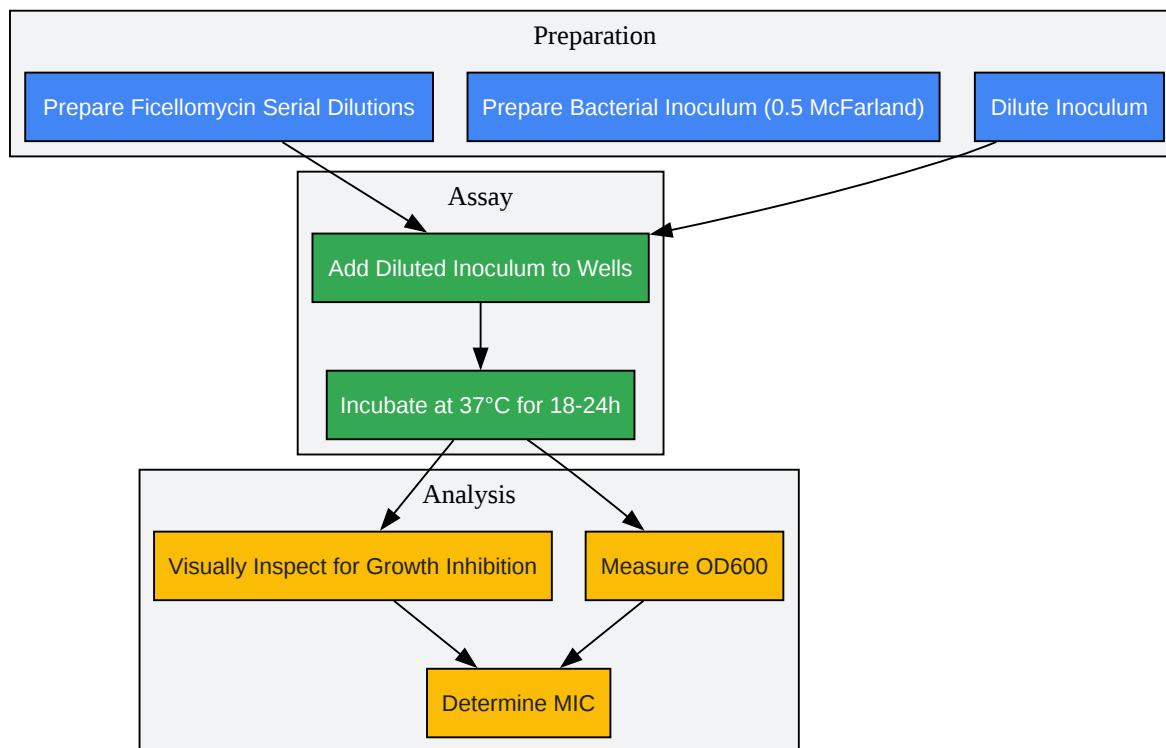 Preparation
Prepare Ficellomycin Serial Dilutions
Prepare Bacterial Inoculum (0.5 McFarland)
Dilute Inoculum
Assay
Add Diluted Inoculum to Wells
Incubate at 37°C for 18-24h
Analysis
Visually Inspect for Growth Inhibition
Measure OD600
Determine MIC